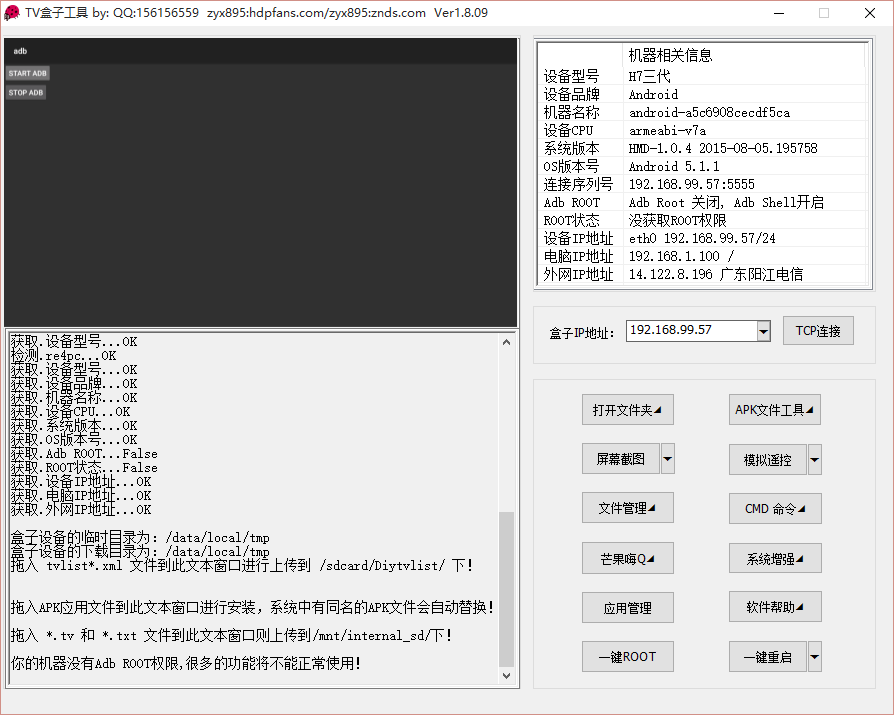 TV盒子工具 by: QQ:156156559 zyx895:hdpfans.com/zyx895:znds.com Ver1.8.09
adb
START ADB
STOP ADB
获取.设备型号...OK
检测.re4pc...OK
获取.设备型号...OK
获取.设备品牌...OK
获取.机器名称...OK
获取.设备CPU...OK
获取.系统版本...OK
获取.OS版本号...OK
获取.Adb ROOT...False
获取.ROOT状态...False
获取.设备IP地址...OK
获取.电脑IP地址...OK
获取.外网IP地址...OK
盒子设备的临时目录为: /data/local/tmp
盒子设备的下载目录为: /data/local/tmp
拖入 tvlist*.xml 文件到此文本窗口进行上传到 /sdcard/Diytvlist/ 下!
拖入APK应用文件到此文本窗口进行安装，系统中有同名的APK文件会自动替换!
拖入 *.tv 和 *.txt 文件到此文本窗口则上传到/mnt/internal_sd/下!
你的机器没有Adb ROOT权限,很多的功能将不能正常使用!
机器相关信息
设备型号 H7三代
设备品牌 Android
机器名称 android-a5c6908cecdf5ca
设备CPU armeabi-v7a
系统版本 HMD-1.0.4 2015-08-05.195758
OS版本号 Android 5.1.1
连接序列号 192.168.99.57:5555
Adb ROOT Adb Root 关闭, Adb Shell开启
ROOT状态 没获取ROOT权限
设备IP地址 eth0 192.168.99.57/24
电脑IP地址 192.168.1.100 /
外网IP地址 14.122.8.196 广东阳江电信
盒子IP地址: 192.168.99.57 TCP连接
打开文件夹 APK文件工具
屏幕截图 模拟遥控
文件管理 CMD 命令
芒果嗨Q 系统增强
应用管理 软件帮助
一键ROOT 一键重启